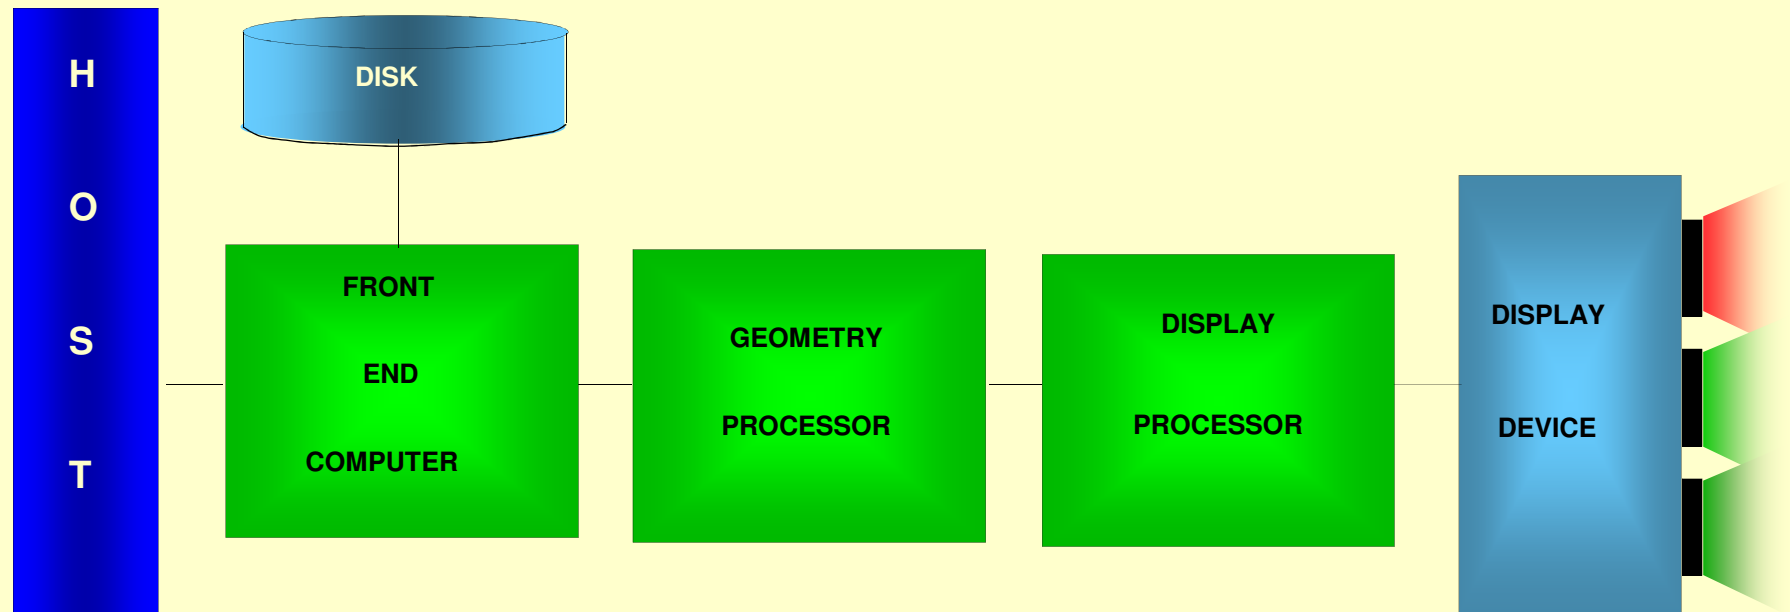 H
O
S
T
DISK
FRONT
END
COMPUTER
GEOMETRY
PROCESSOR
DISPLAY
PROCESSOR
DISPLAY
DEVICE